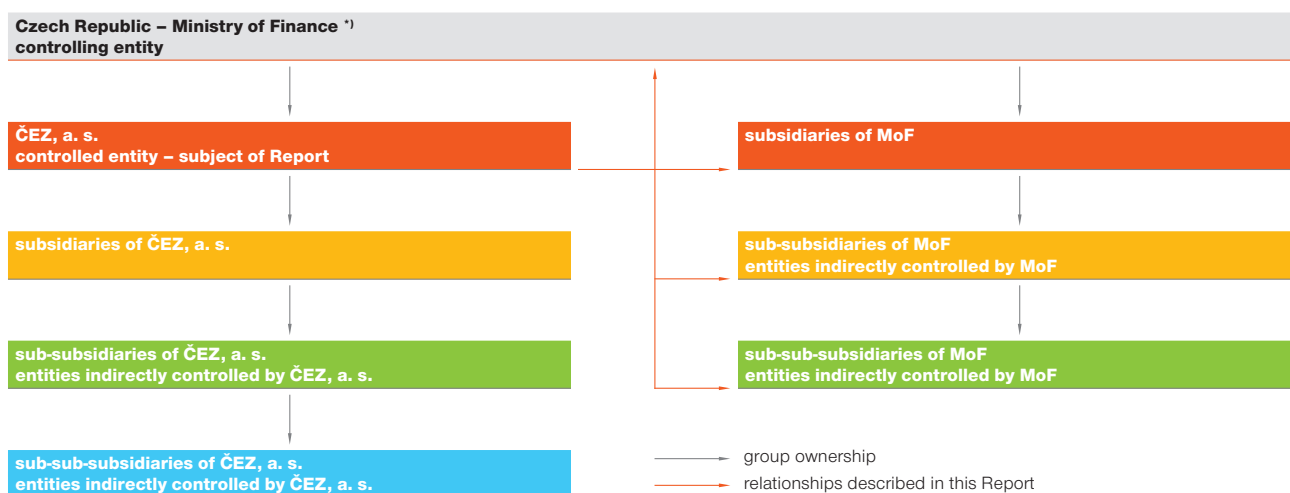 Czech Republic – Ministry of Finance *)
controlling entity
ČEZ, a. s.
controlled entity – subject of Report
subsidiaries of MoF
subsidiaries of ČEZ, a. s.
sub-subsidiaries of MoF
entities indirectly controlled by MoF
sub-subsidiaries of ČEZ, a. s.
entities indirectly controlled by ČEZ, a. s.
sub-sub-subsidiaries of MoF
entities indirectly controlled by MoF
sub-sub-subsidiaries of ČEZ, a. s.
entities indirectly controlled by ČEZ, a. s.
group ownership
relationships described in this Report